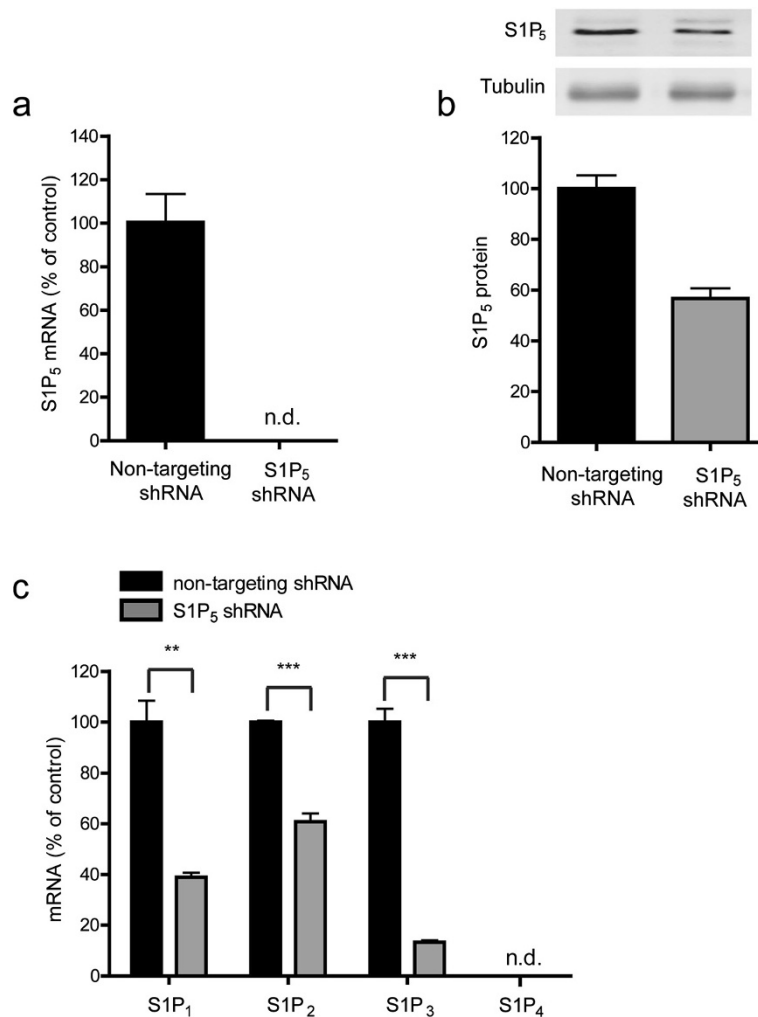 S1P₅
Tubulin
a
140
120
100
80
60
40
20
0
S1P₅ mRNA (% of control)
n.d.
Non-targeting
shRNA
S1P₅
shRNA
b
120
100
80
60
40
20
0
S1P₅ protein
Non-targeting
shRNA
S1P₅
shRNA
c
non-targeting shRNA
S1P₅ shRNA
120
100
80
60
40
20
0
mRNA (% of control)
**
***
***
n.d.
S1P₁
S1P₂
S1P₃
S1P₄